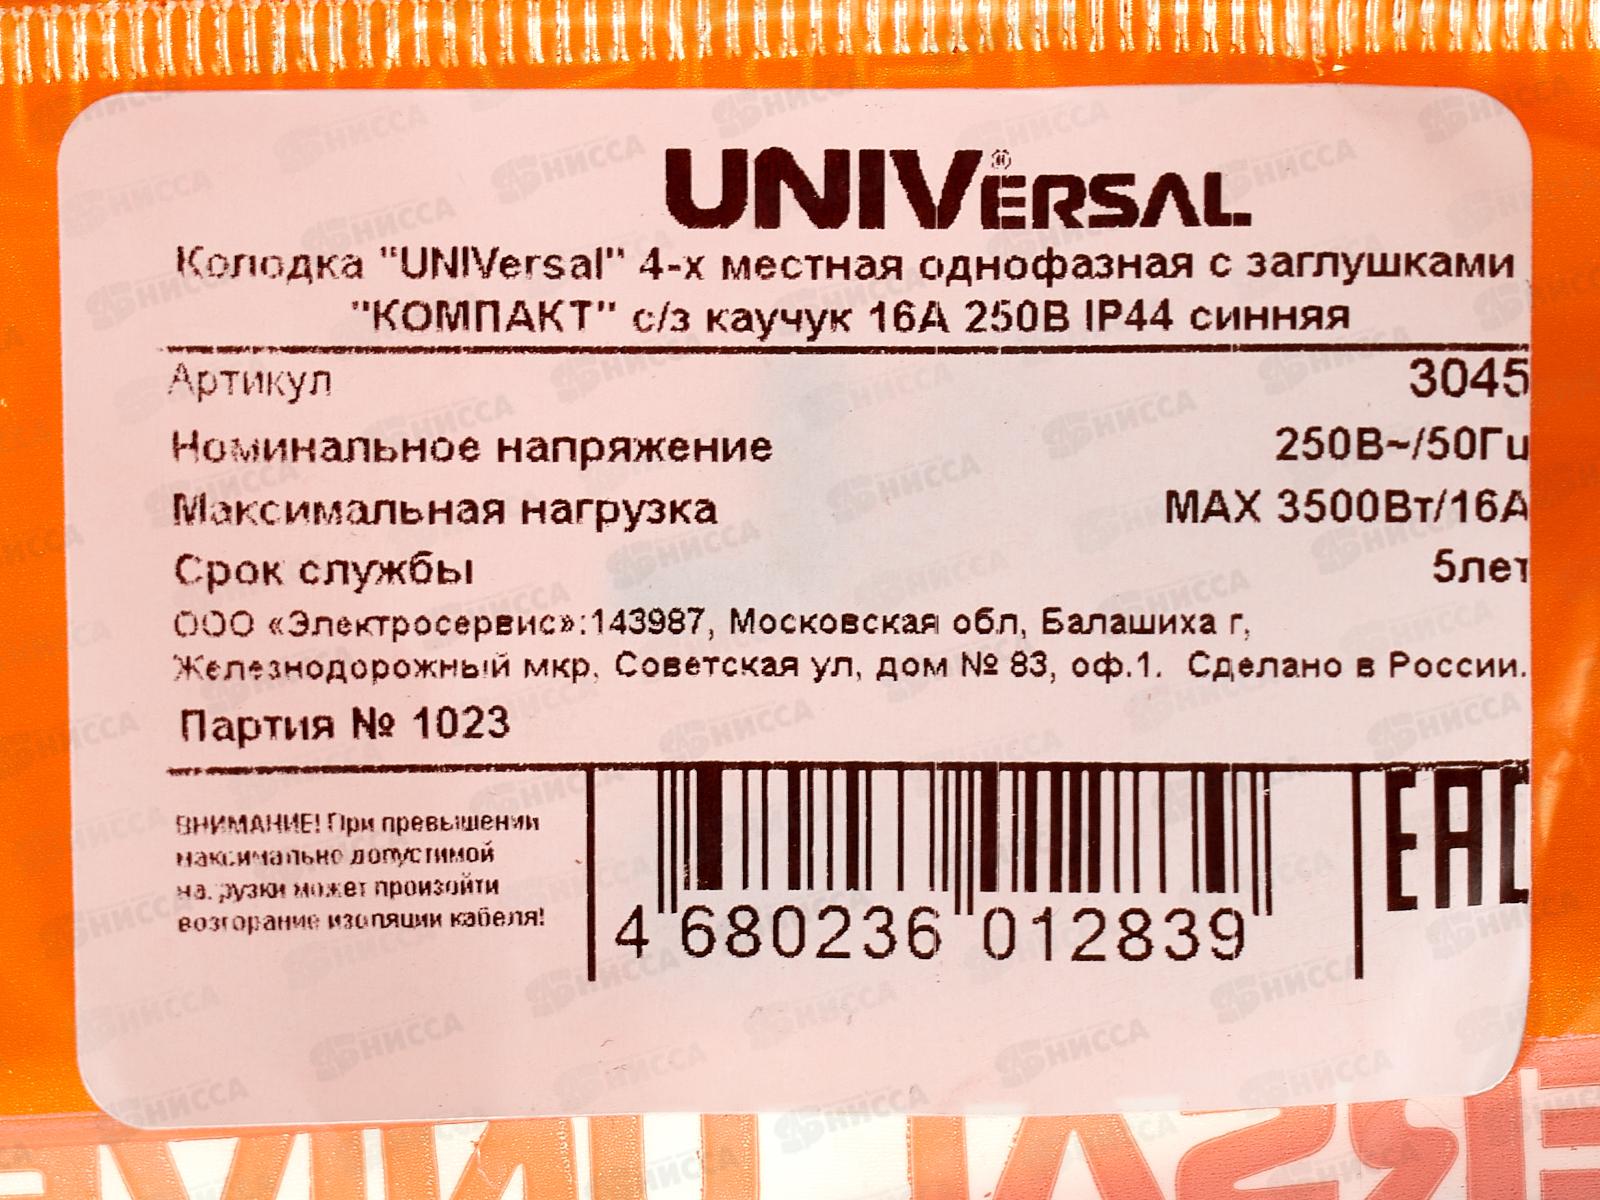 UNIVERSAL®
Колодка "UNIVersal" 4-х местная однофазная с заглушками
"КОМПАКТ" с/з каучук 16А 250В IP44 синняя
Артикул 3045
Номинальное напряжение 250В~/50Гц
Максимальная нагрузка MAX 3500Вт/16А
Срок службы 5лет
ООО «Электросервис»:143987, Московская обл, Балашиха г,
Железнодорожный мкр, Советская ул, дом № 83, оф.1. Сделано в России.
Партия № 1023
ВНИМАНИЕ! При превышении
максимально допустимой
нагрузки может произойти
возгорание изоляции кабеля!
4 680236 012839
EAC
НИССА